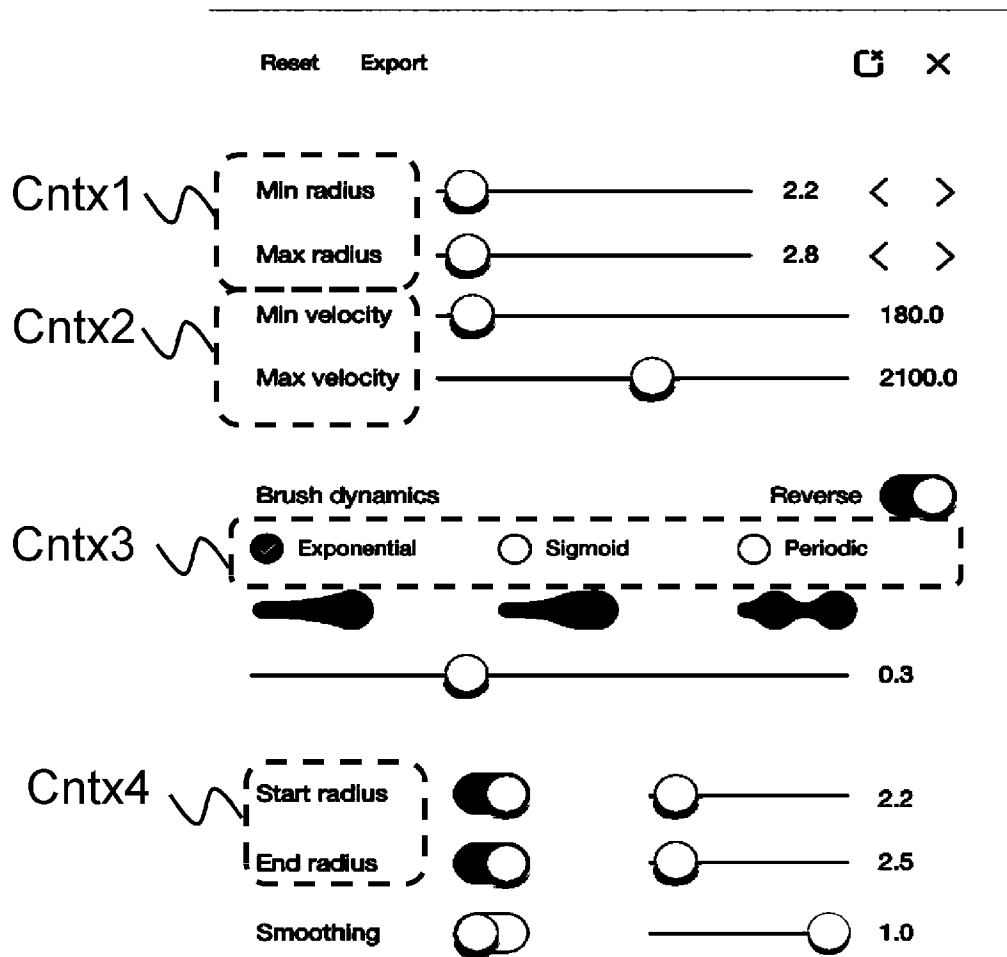 Reset Export
Cntx1
Min radius 2.2
Max radius 2.8
Cntx2
Min velocity 180.0
Max velocity 2100.0
Brush dynamics Reverse
Cntx3
Exponential Sigmoid Periodic
0.3
Cntx4
Start radius 2.2
End radius 2.5
Smoothing 1.0